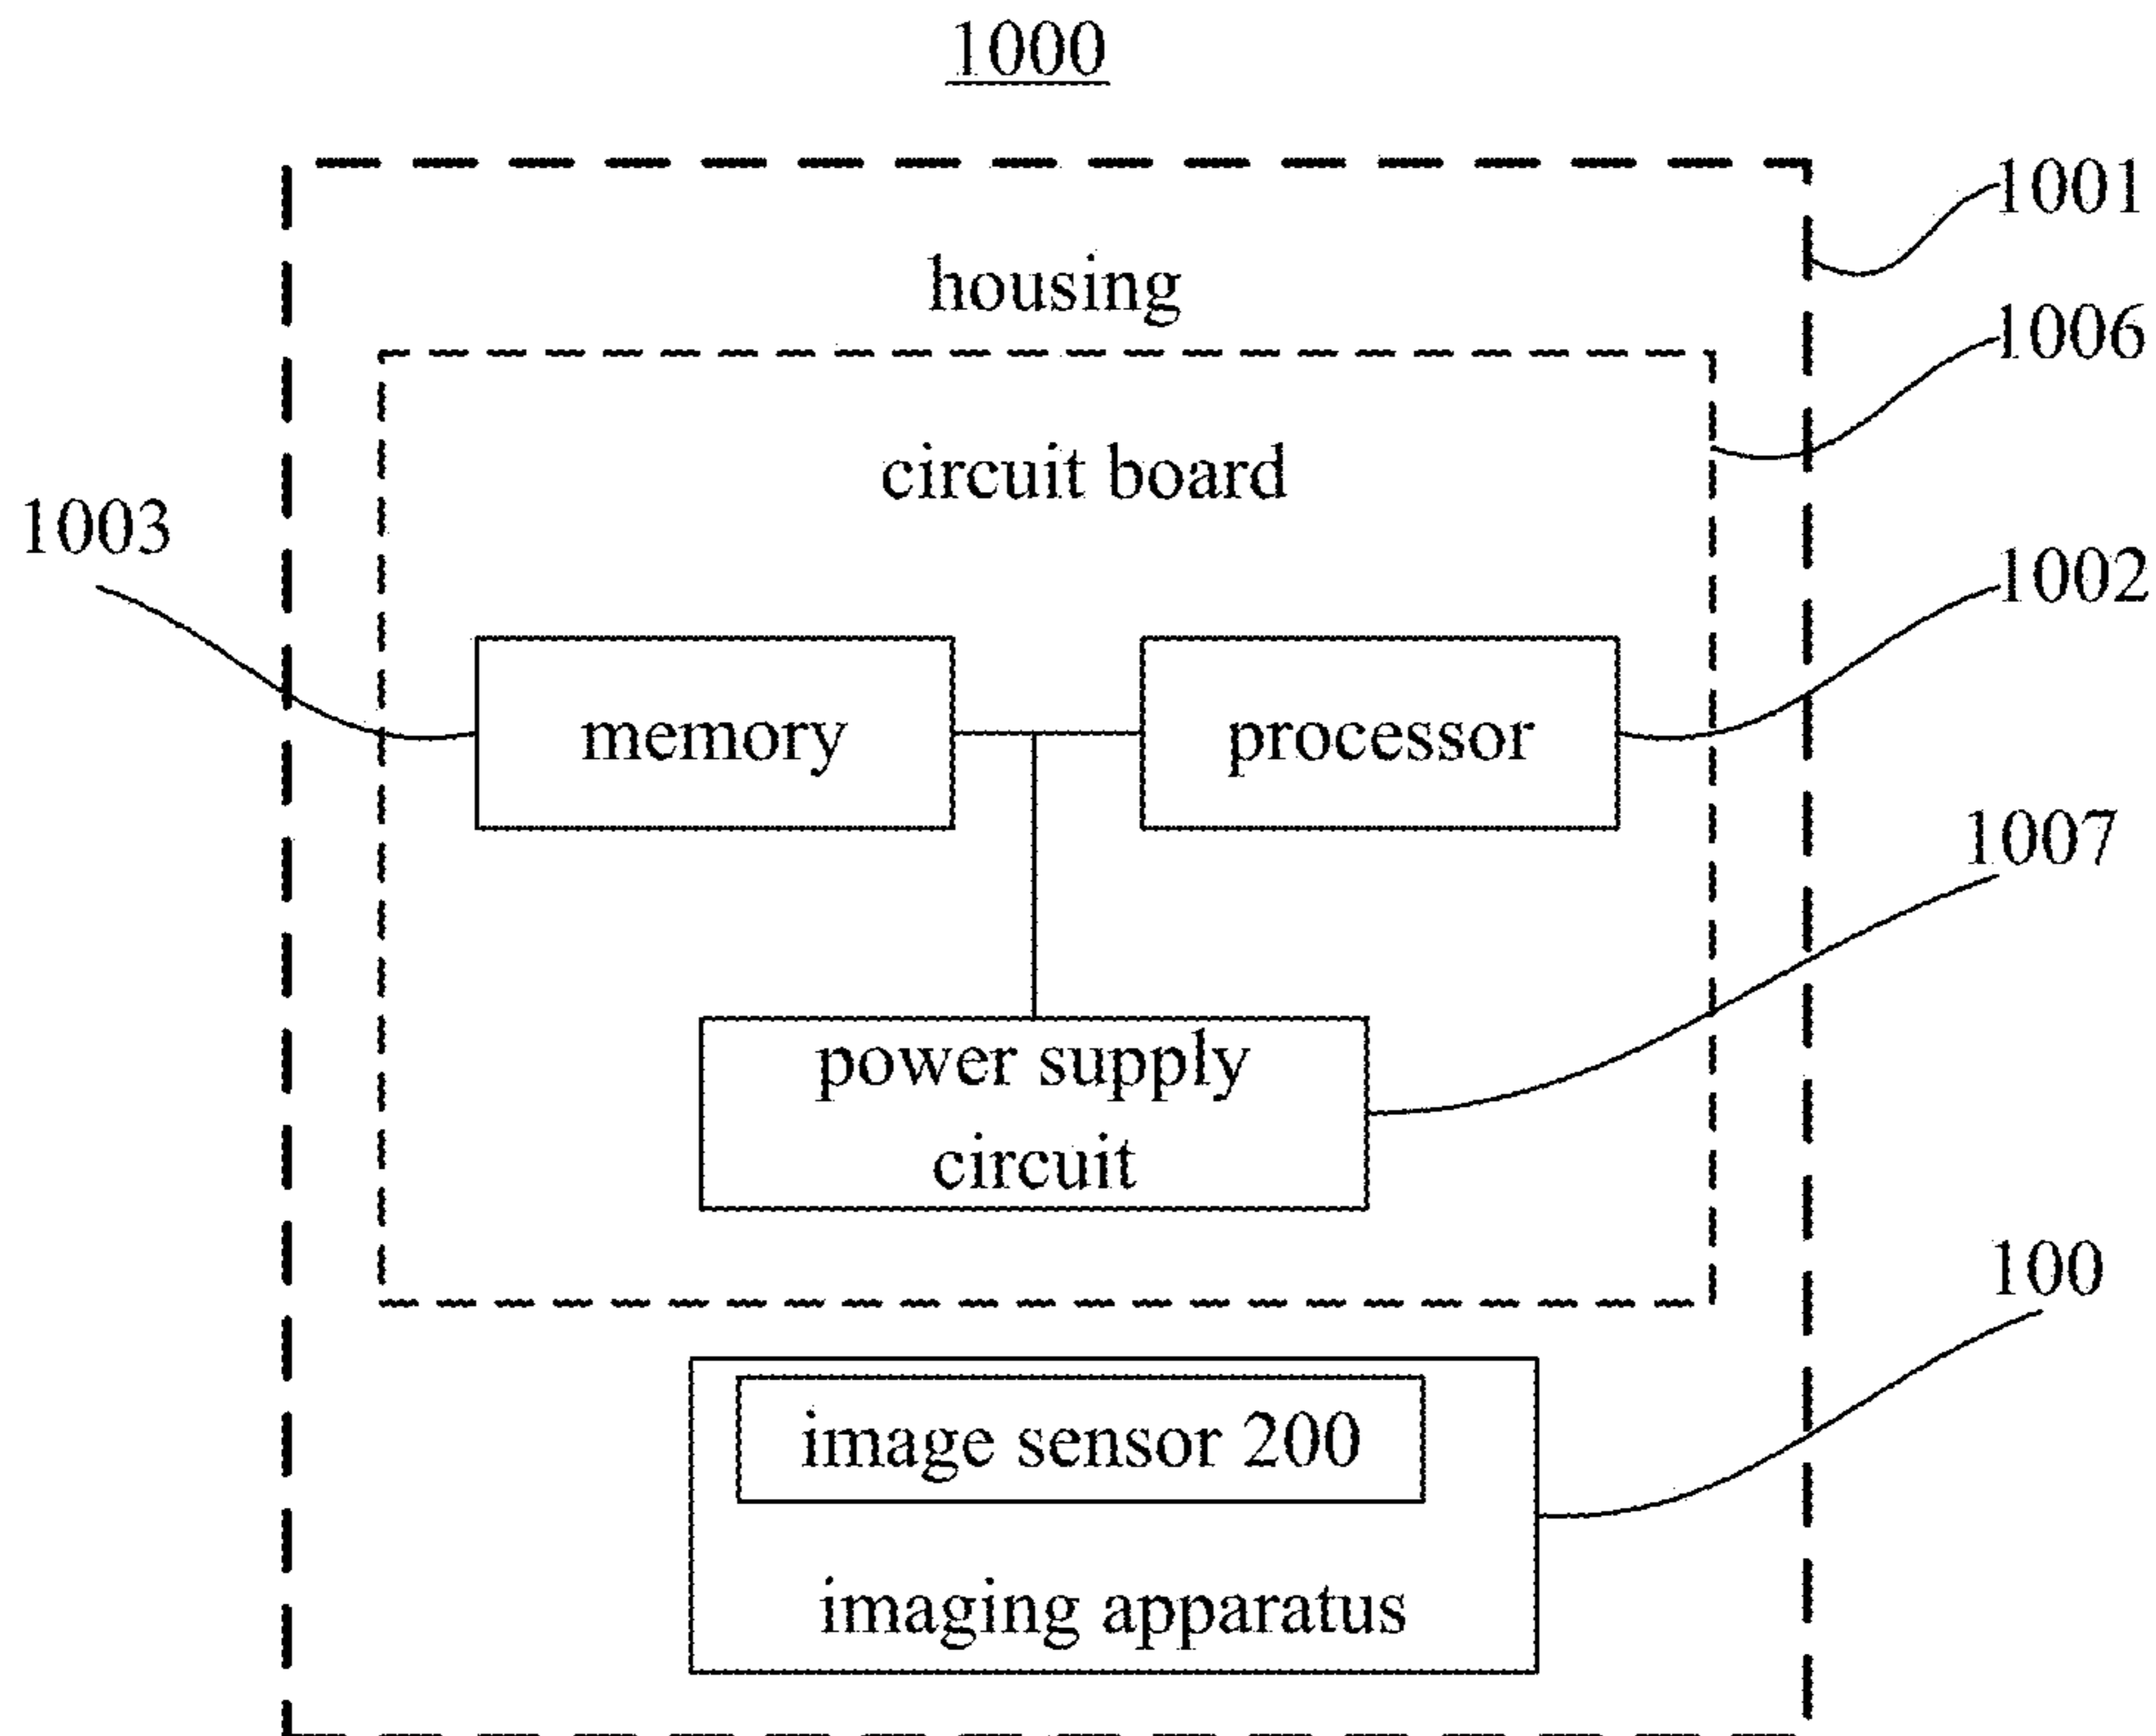 1000
1001
housing
1006
circuit board
1003
1002
memory
processor
1007
power supply
circuit
100
image sensor 200
imaging apparatus